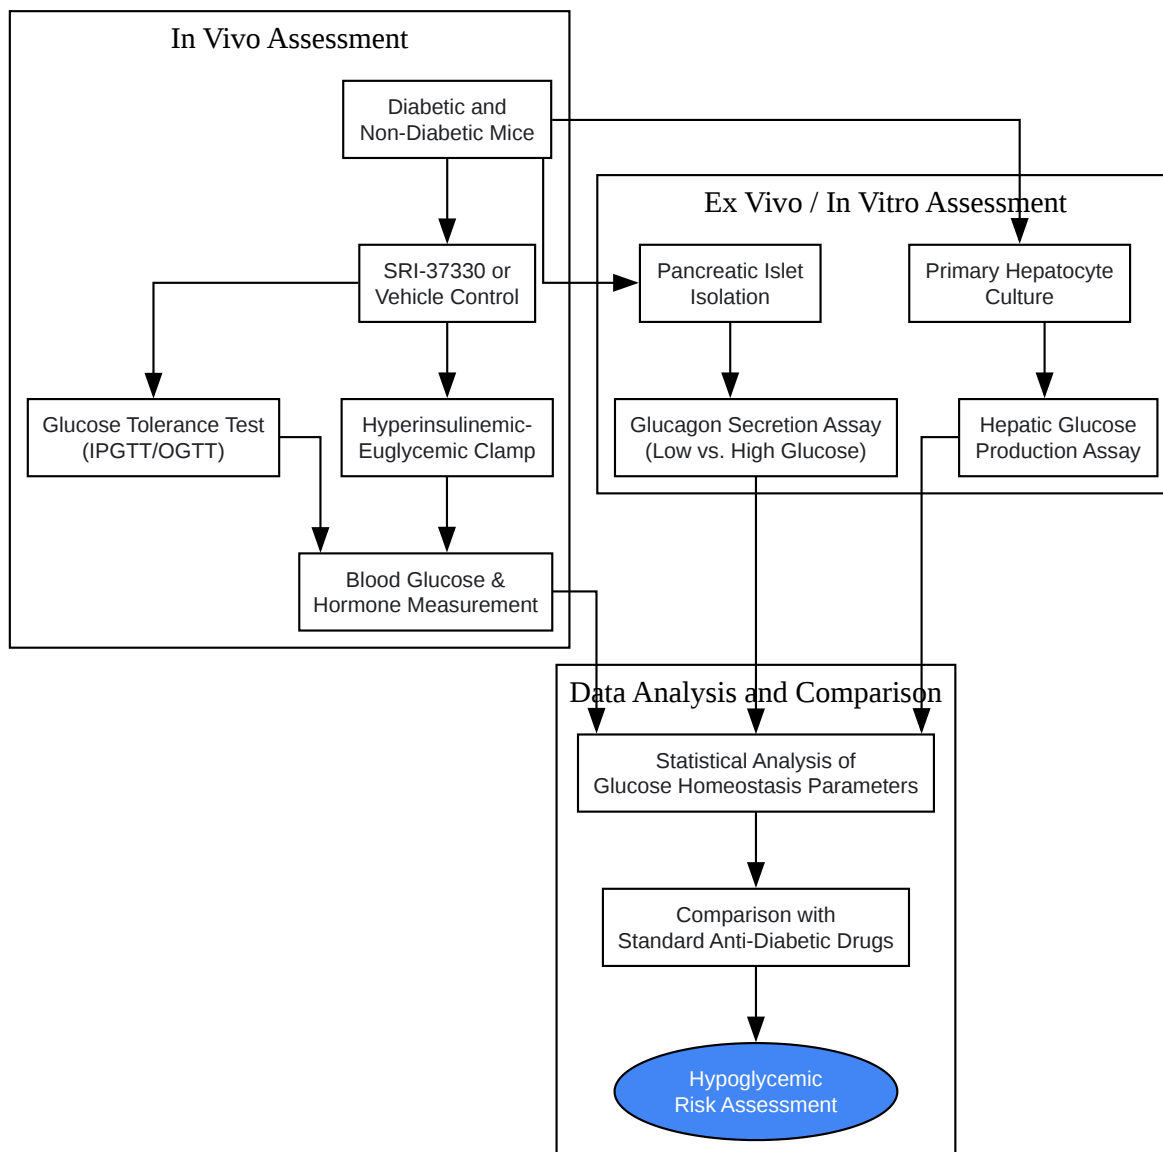 In Vivo Assessment
Diabetic and
Non-Diabetic Mice
SRI-37330 or
Vehicle Control
Glucose Tolerance Test
(IPGTT/OGTT)
Hyperinsulinemic-
Euglycemic Clamp
Blood Glucose &
Hormone Measurement
Ex Vivo / In Vitro Assessment
Pancreatic Islet
Isolation
Primary Hepatocyte
Culture
Glucagon Secretion Assay
(Low vs. High Glucose)
Hepatic Glucose
Production Assay
Data Analysis and Comparison
Statistical Analysis of
Glucose Homeostasis Parameters
Comparison with
Standard Anti-Diabetic Drugs
Hypoglycemic
Risk Assessment